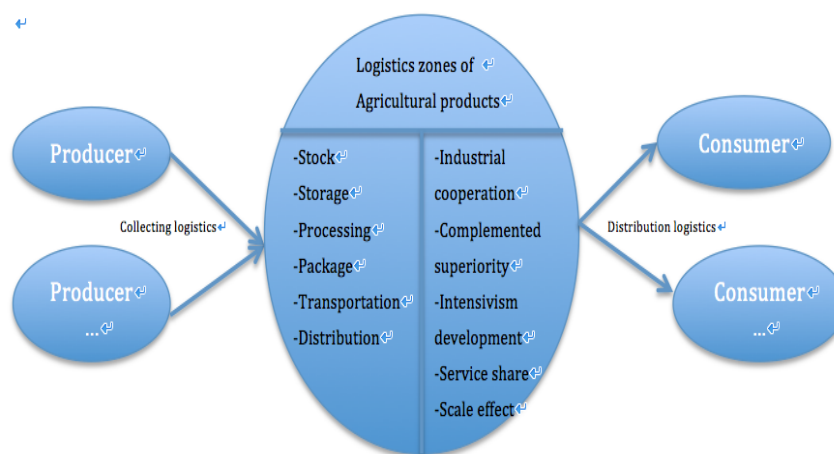 Logistics zones of
Agricultural products
Producer
Collecting logistics
Producer
...
-Stock
-Storage
-Processing
-Package
-Transportation
-Distribution
-Industrial
cooperation
-Complemented
superiority
-Intensivism
development
-Service share
-Scale effect
Consumer
Distribution logistics
Consumer
...